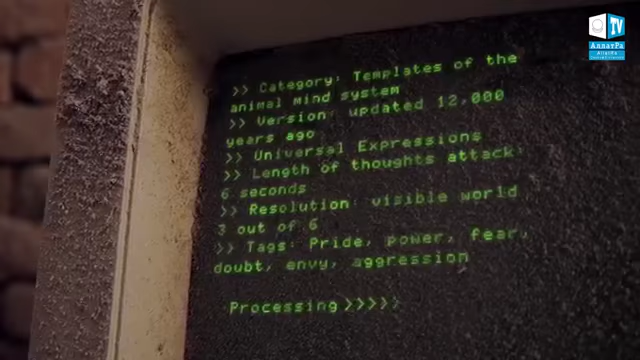 TV
АллатРа
AllatRa
>> Category: Templates of the
animal mind system
>> Version: updated 12,000
years ago
>> Universal Expressions
>> Length of thoughts attack:
6 seconds
>> Resolution: visible world
3 out of 6
>> Tags: Pride, power, fear,
doubt, envy, aggression
Processing >>>>>